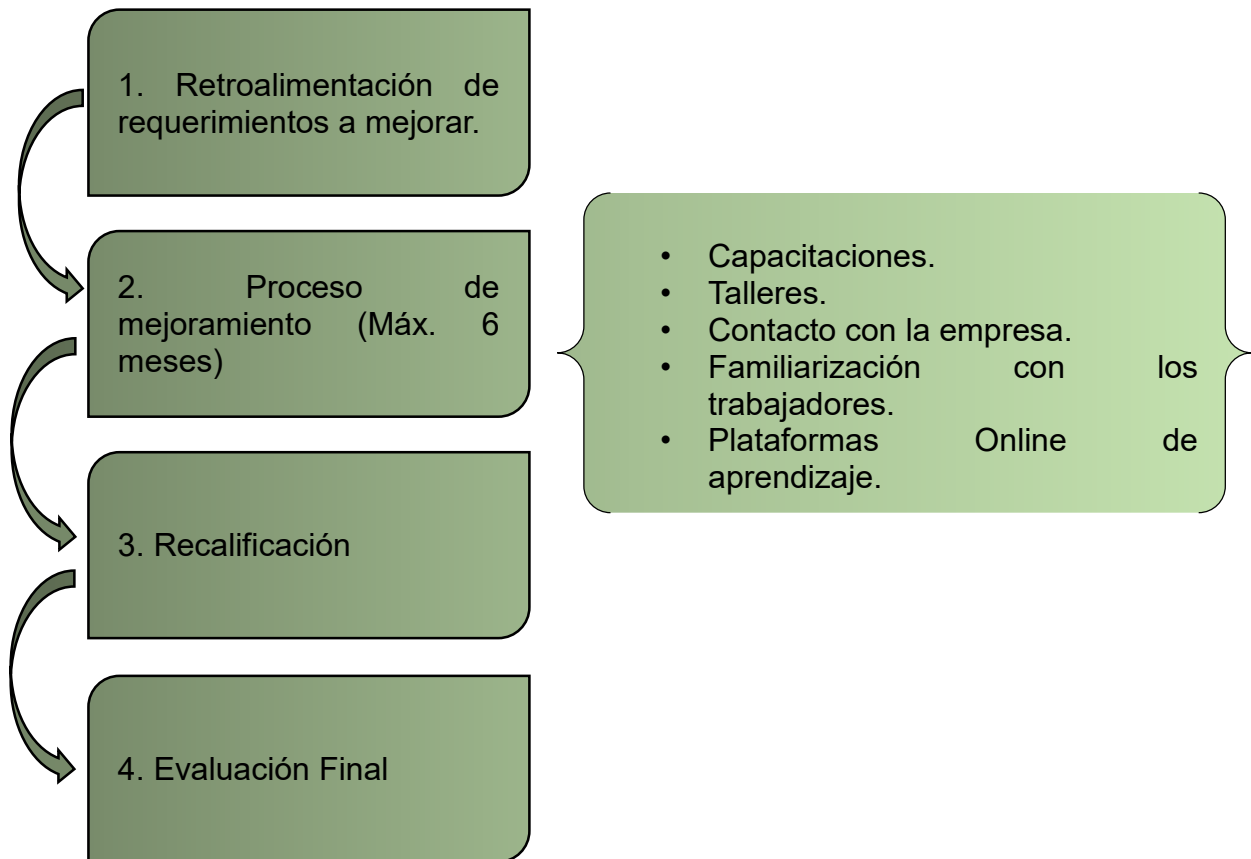 1. Retroalimentación de
requerimientos a mejorar.
2. Proceso de
mejoramiento (Máx. 6
meses)
• Capacitaciones.
• Talleres.
• Contacto con la empresa.
• Familiarización con los
trabajadores.
• Plataformas Online de
aprendizaje.
3. Recalificación
4. Evaluación Final